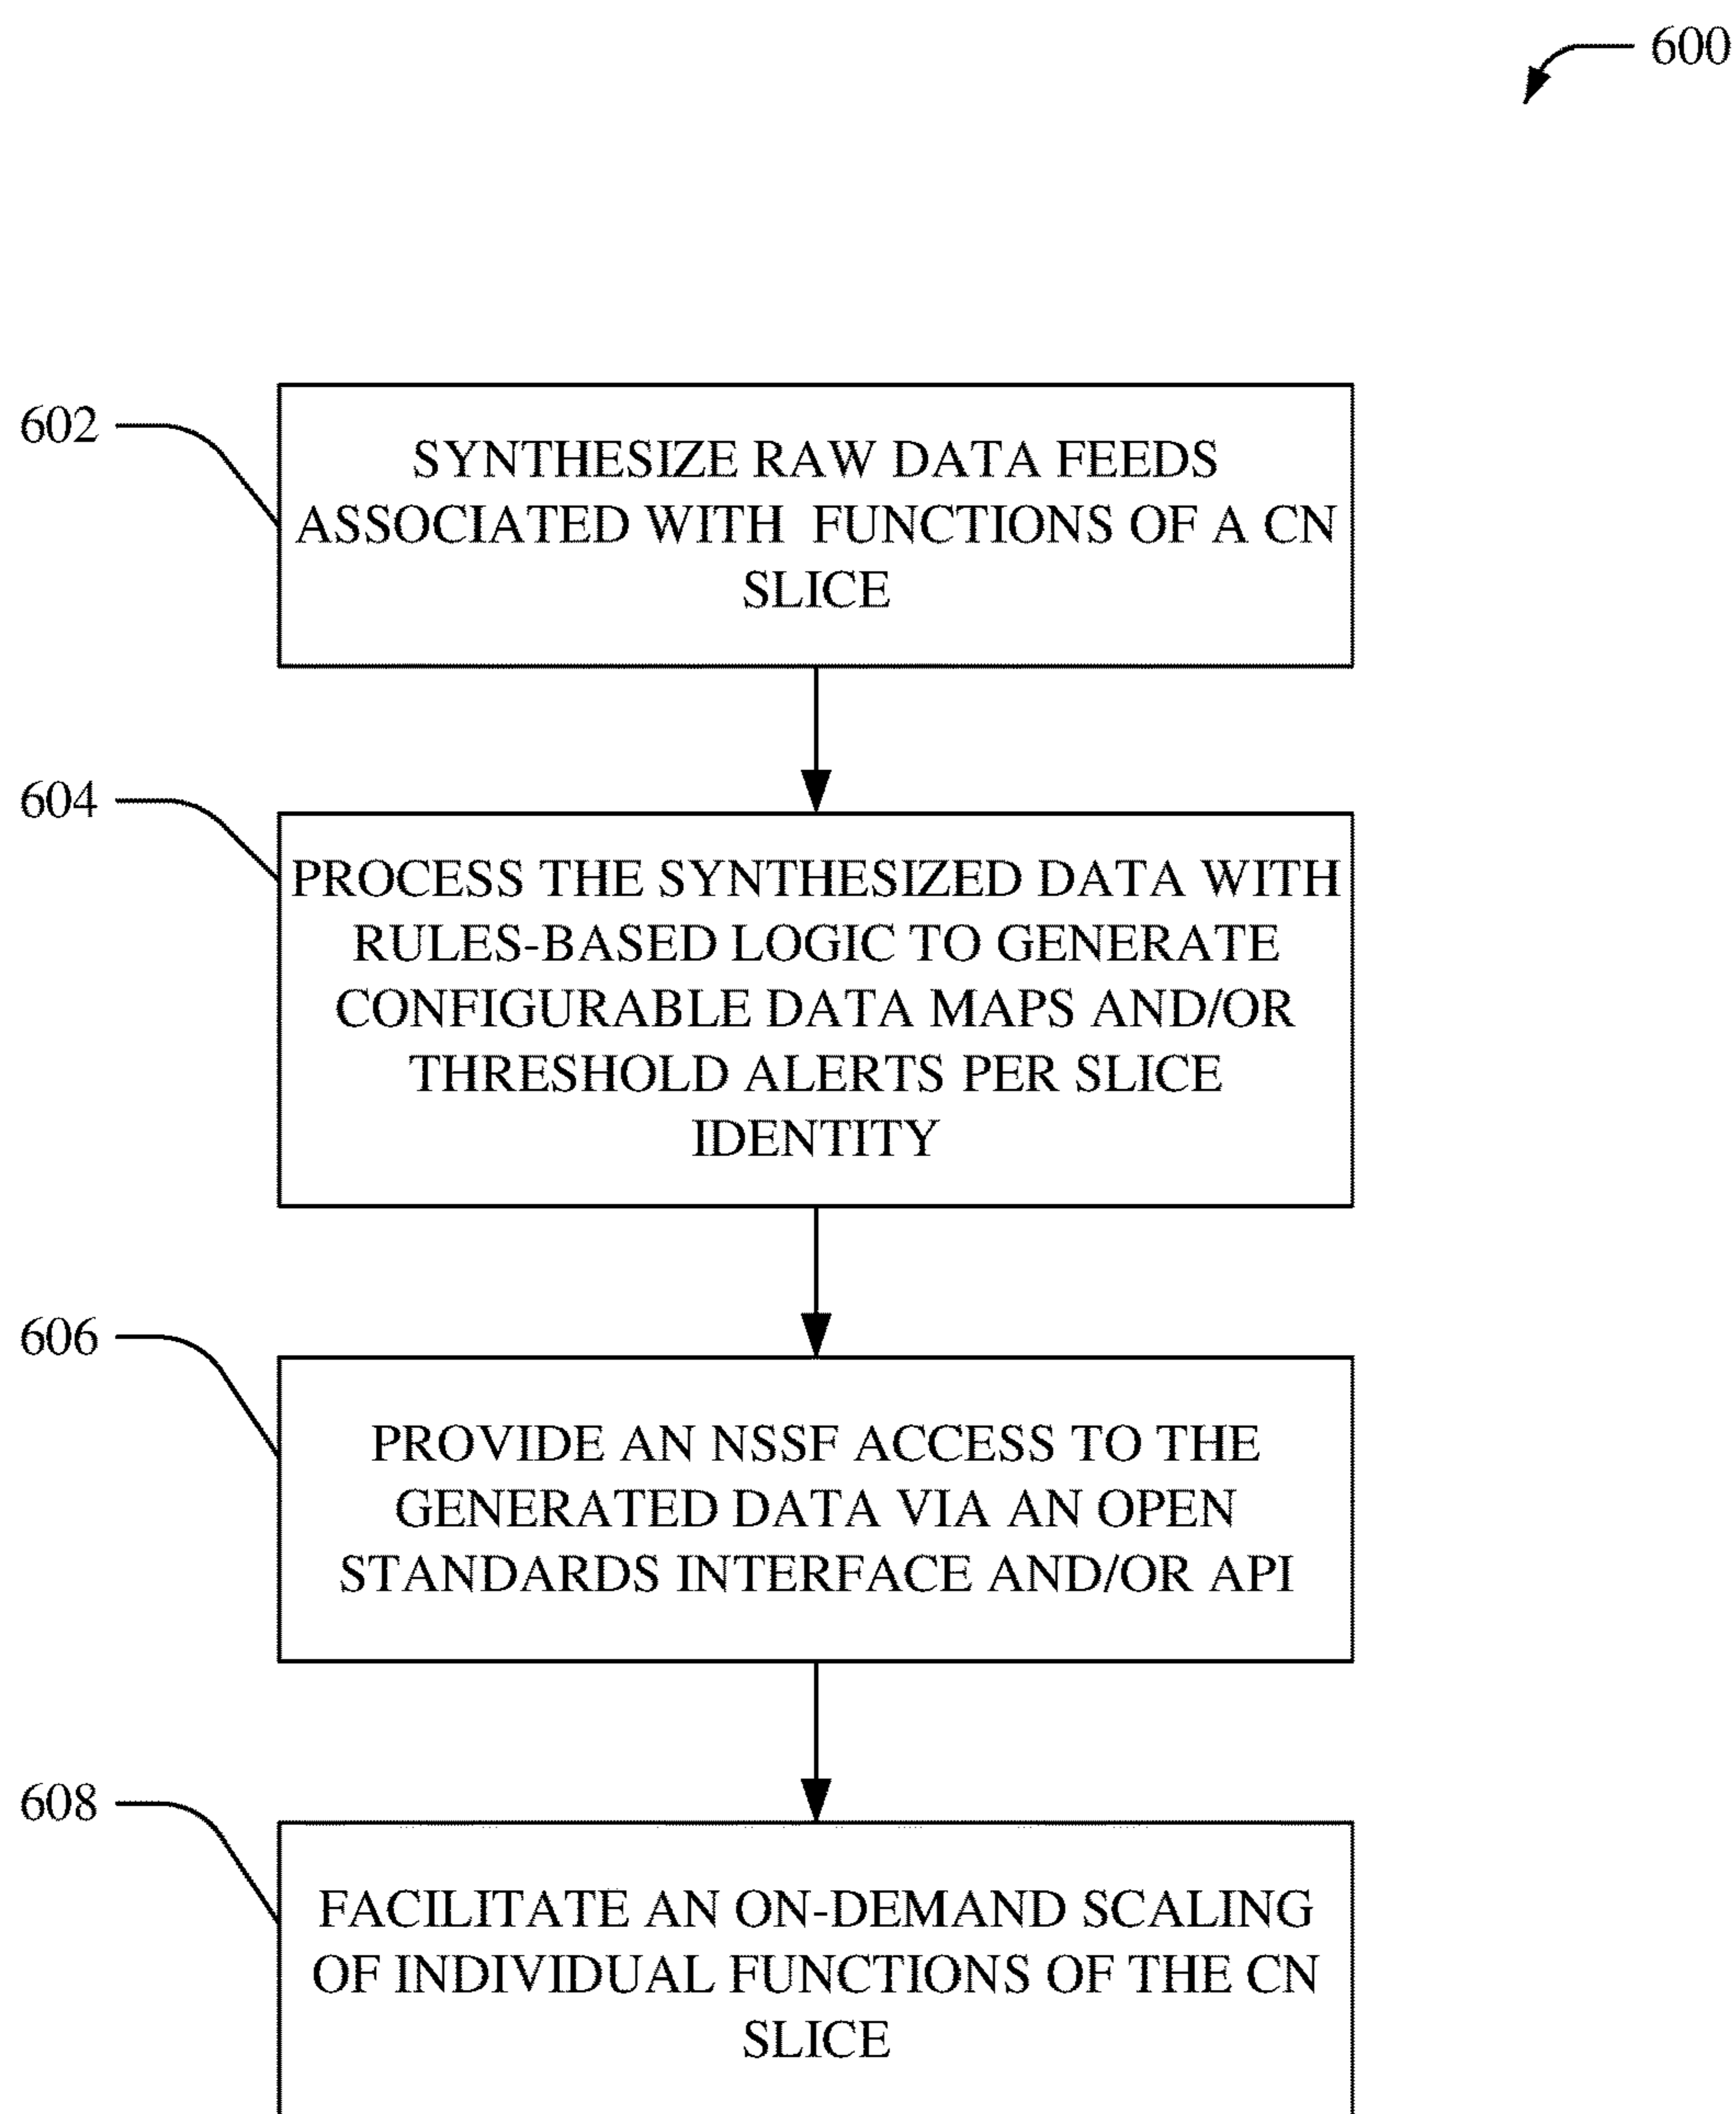 600
602
SYNTHESIZE RAW DATA FEEDS
ASSOCIATED WITH FUNCTIONS OF A CN
SLICE
604
PROCESS THE SYNTHESIZED DATA WITH
RULES-BASED LOGIC TO GENERATE
CONFIGURABLE DATA MAPS AND/OR
THRESHOLD ALERTS PER SLICE
IDENTITY
606
PROVIDE AN NSSF ACCESS TO THE
GENERATED DATA VIA AN OPEN
STANDARDS INTERFACE AND/OR API
608
FACILITATE AN ON-DEMAND SCALING
OF INDIVIDUAL FUNCTIONS OF THE CN
SLICE